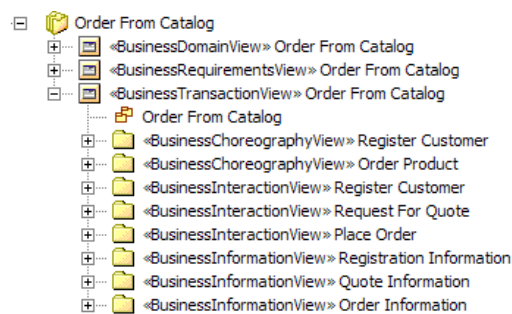 Order From Catalog
«BusinessDomainView» Order From Catalog
«BusinessRequirementsView» Order From Catalog
«BusinessTransactionView» Order From Catalog
Order From Catalog
«BusinessChoreographyView» Register Customer
«BusinessChoreographyView» Order Product
«BusinessInteractionView» Register Customer
«BusinessInteractionView» Request For Quote
«BusinessInteractionView» Place Order
«BusinessInformationView» Registration Information
«BusinessInformationView» Quote Information
«BusinessInformationView» Order Information